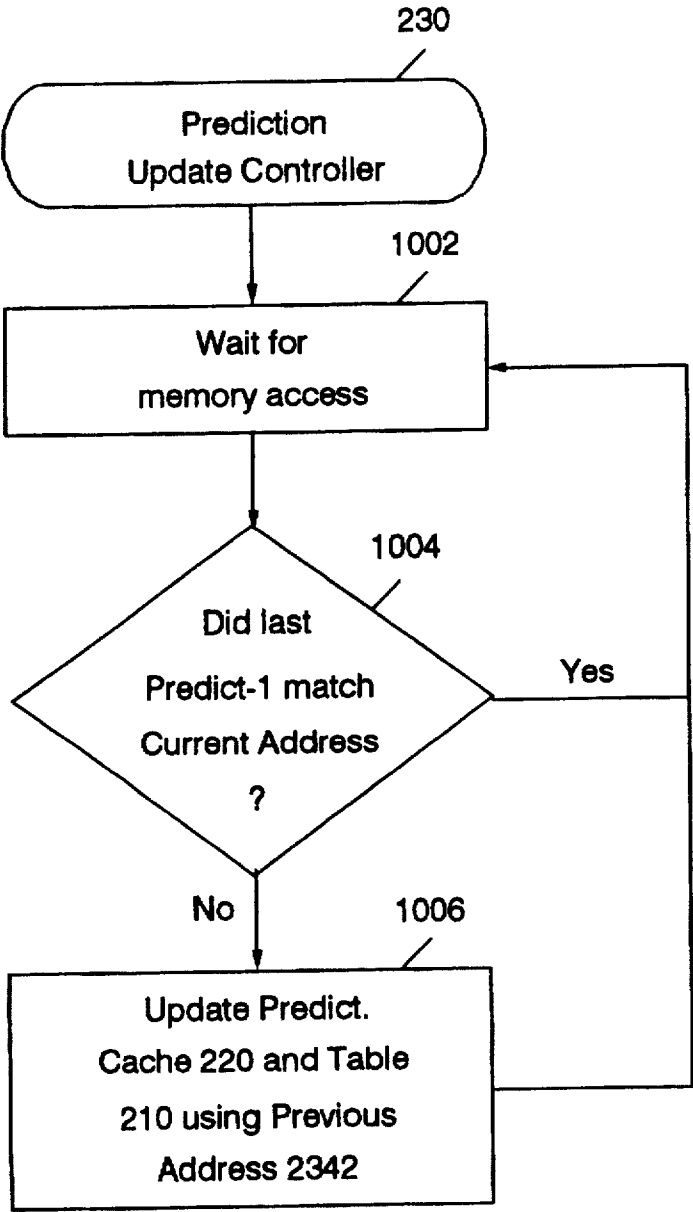 230
Prediction
Update Controller
1002
Wait for
memory access
1004
Did last
Predict-1 match
Current Address
?
Yes
No
1006
Update Predict.
Cache 220 and Table
210 using Previous
Address 2342